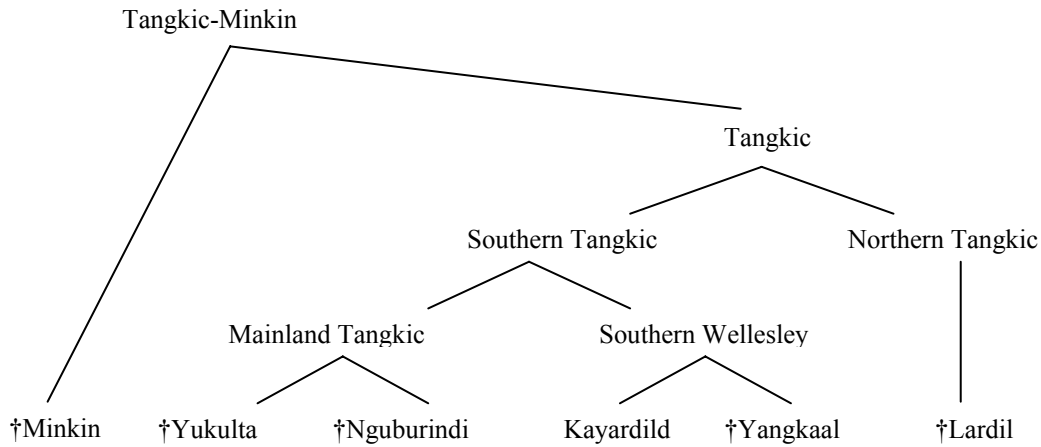 Tangkic-Minkin
Tangkic
Southern Tangkic Northern Tangkic
Mainland Tangkic Southern Wellesley
†Minkin †Yukulta †Nguburindi Kayardild †Yangkaal †Lardil